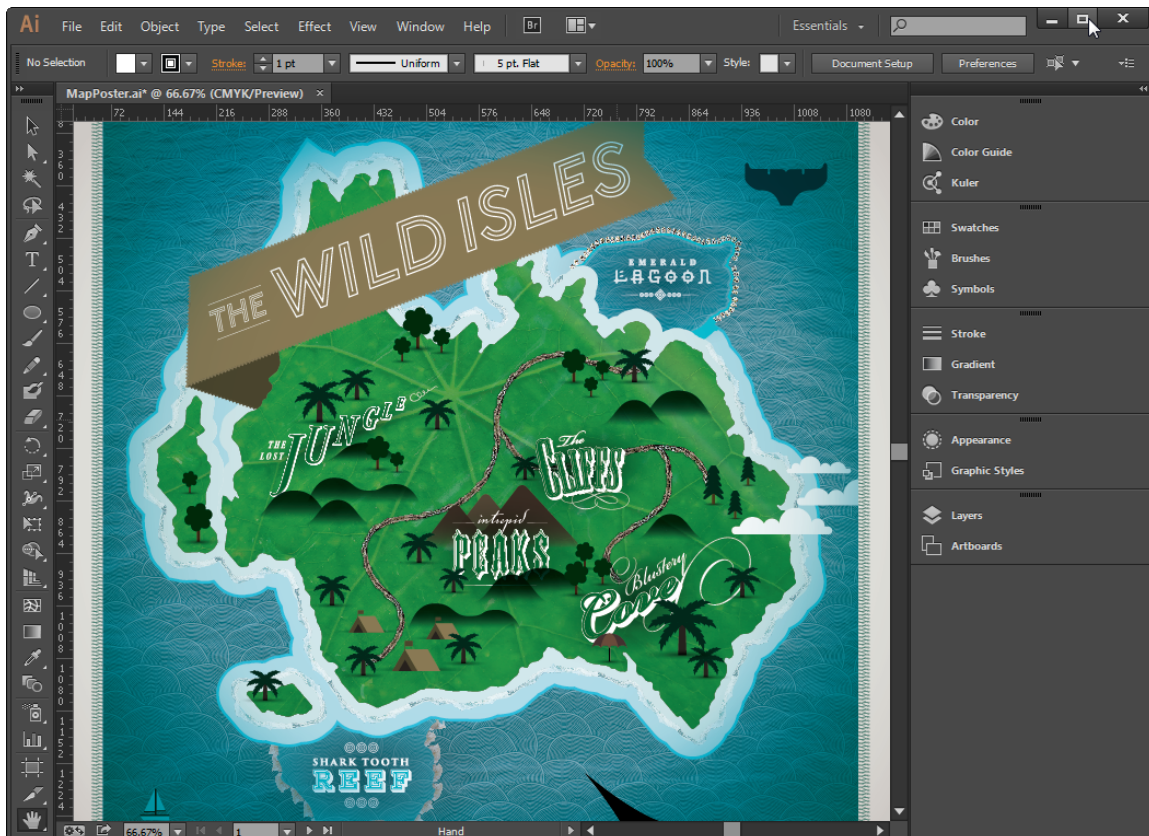 Ai File Edit Object Type Select Effect View Window Help Br Essentials
No Selection Stroke: 1 pt Uniform 5 pt. Flat Opacity: 100% Style: Document Setup Preferences
MapPoster.ai* @ 66.67% (CMYK/Preview) ×
72 144 216 288 360 432 504 576 648 720 792 864 936 1008 1080
THE WILD ISLES
EMERALD
LAGOON
THE LOST JUNGLE
The
CLIFFS
intrepid
PEAKS
Blustery
Cove
SHARK TOOTH
REEF
Color
Color Guide
Kuler
Swatches
Brushes
Symbols
Stroke
Gradient
Transparency
Appearance
Graphic Styles
Layers
Artboards
66.67% 1 Hand